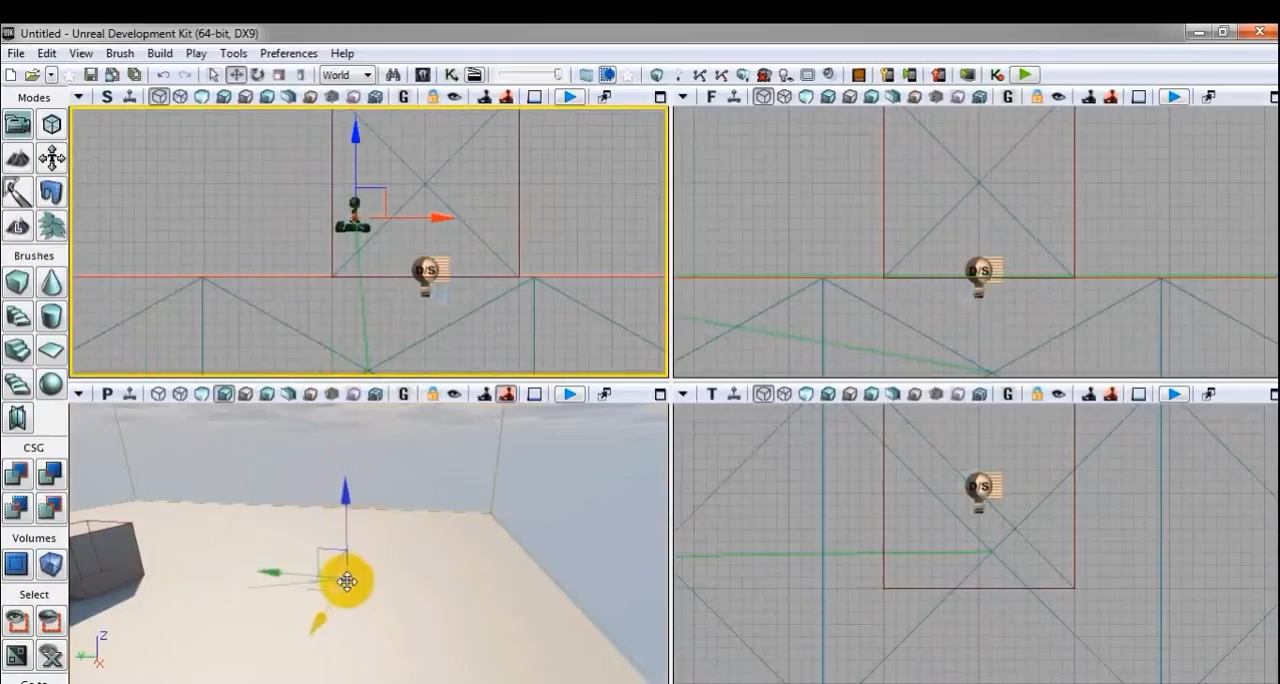 Untitled - Unreal Development Kit (64-bit, DX9)
File Edit View Brush Build Play Tools Preferences Help
World
Modes
S G
F G
D/S
D/S
Brushes
P G
T G
CSG
D/S
Volumes
Select
Z
Y
X